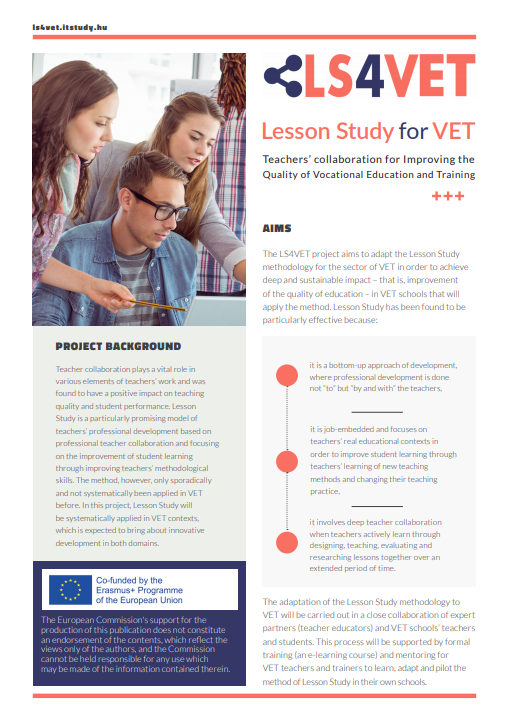 ls4vet.itstudy.hu
LS4VET
Lesson Study for VET
Teachers' collaboration for Improving the
Quality of Vocational Education and Training
+++
AIMS
The LS4VET project aims to adapt the Lesson Study
methodology for the sector of VET in order to achieve
deep and sustainable impact – that is, improvement
of the quality of education – in VET schools that will
apply the method. Lesson Study has been found to be
particularly effective because:
it is a bottom-up approach of development,
where professional development is done
not "to" but "by and with" the teachers,
it is job-embedded and focuses on
teachers' real educational contexts in
order to improve student learning through
teachers' learning of new teaching
methods and changing their teaching
practice,
it involves deep teacher collaboration
when teachers actively learn through
designing, teaching, evaluating and
researching lessons together over an
extended period of time.
The adaptation of the Lesson Study methodology to
VET will be carried out in a close collaboration of expert
partners (teacher educators) and VET schools' teachers
and students. This process will be supported by formal
training (an e-learning course) and mentoring for
VET teachers and trainers to learn, adapt and pilot the
method of Lesson Study in their own schools.
PROJECT BACKGROUND
Teacher collaboration plays a vital role in
various elements of teachers' work and was
found to have a positive impact on teaching
quality and student performance. Lesson
Study is a particularly promising model of
teachers' professional development based on
professional teacher collaboration and focusing
on the improvement of student learning
through improving teachers' methodological
skills. The method, however, only sporadically
and not systematically been applied in VET
before. In this project, Lesson Study will
be systematically applied in VET contexts,
which is expected to bring about innovative
development in both domains.
Co-funded by the
Erasmus+ Programme
of the European Union
The European Commission's support for the
production of this publication does not constitute
an endorsement of the contents, which reflect the
views only of the authors, and the Commission
cannot be held responsible for any use which
may be made of the information contained therein.